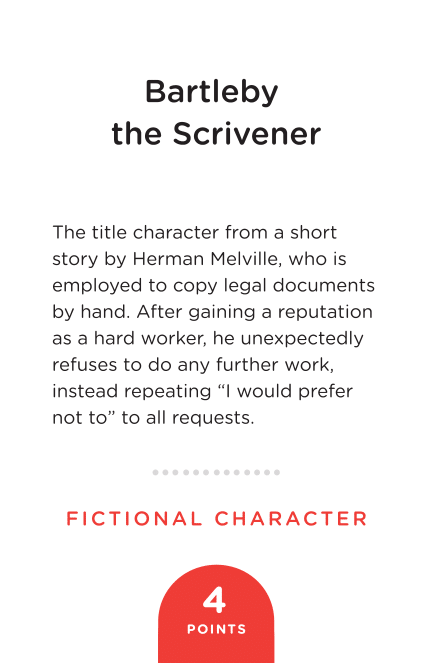 Bartleby
the Scrivener
The title character from a short
story by Herman Melville, who is
employed to copy legal documents
by hand. After gaining a reputation
as a hard worker, he unexpectedly
refuses to do any further work,
instead repeating “I would prefer
not to” to all requests.
FICTIONAL CHARACTER
4
POINTS